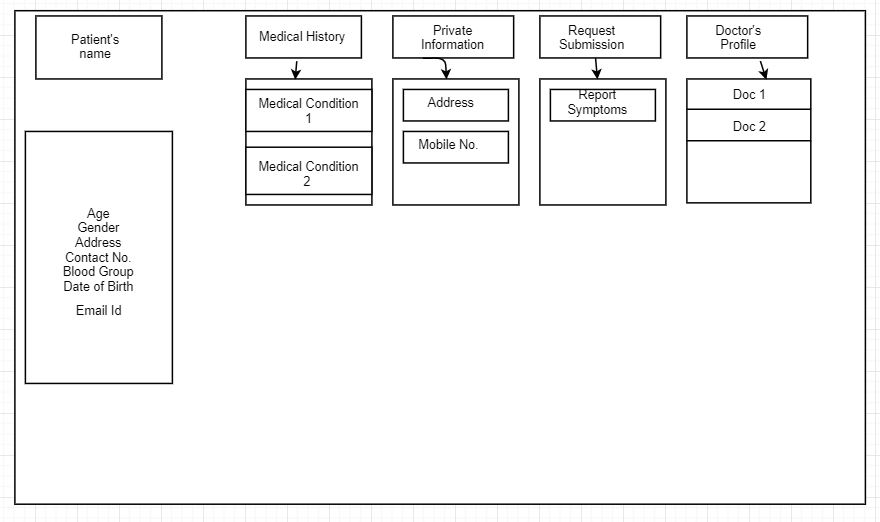 Patient's
name
Medical History
Private
Information
Request
Submission
Doctor's
Profile
Medical Condition
1
Medical Condition
2
Address
Mobile No.
Report
Symptoms
Doc 1
Doc 2
Age
Gender
Address
Contact No.
Blood Group
Date of Birth
Email Id